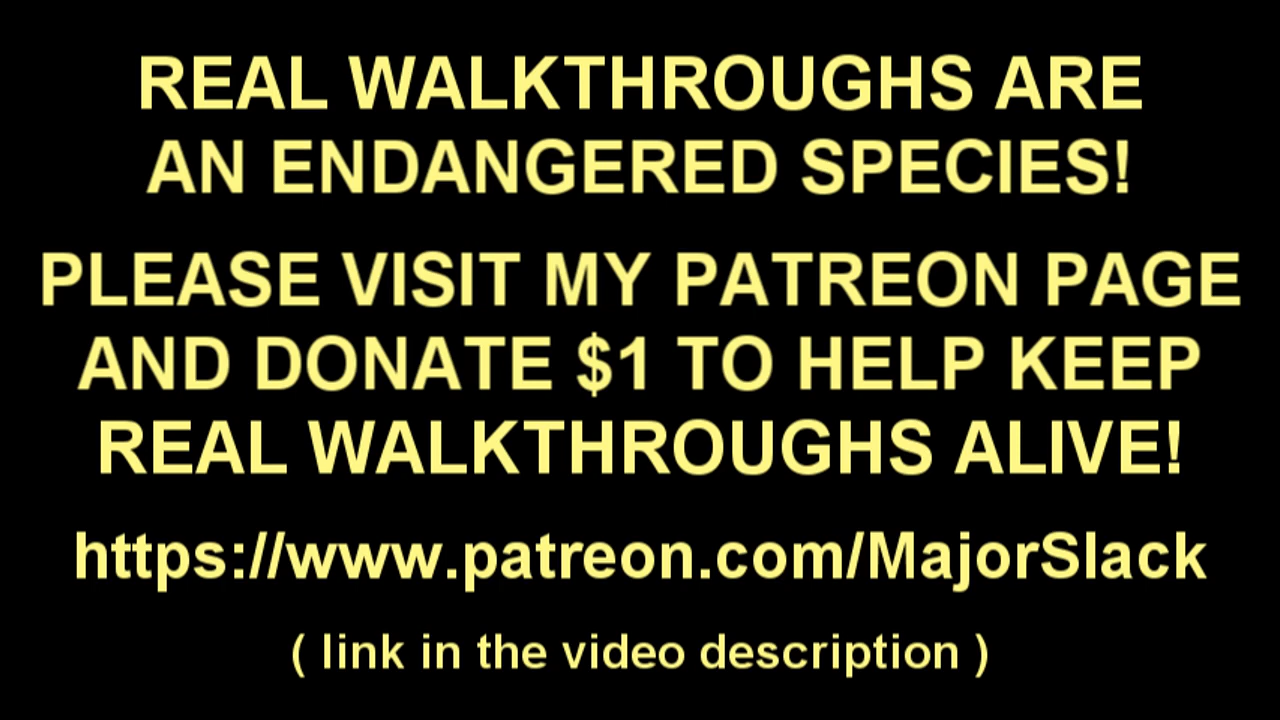 REAL WALKTHROUGHS ARE
AN ENDANGERED SPECIES!
PLEASE VISIT MY PATREON PAGE
AND DONATE $1 TO HELP KEEP
REAL WALKTHROUGHS ALIVE!
https://www.patreon.com/MajorSlack
( link in the video description )